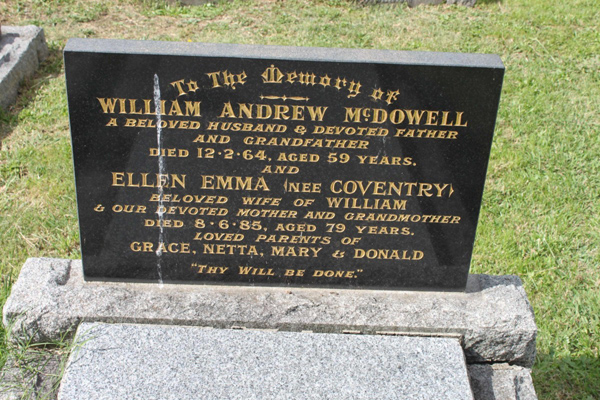 To The Memory of
WILLIAM ANDREW McDOWELL
A BELOVED HUSBAND & DEVOTED FATHER
AND GRANDFATHER
DIED 12·2·64, AGED 59 YEARS.
AND
ELLEN EMMA (NEE COVENTRY)
BELOVED WIFE OF WILLIAM
& OUR DEVOTED MOTHER AND GRANDMOTHER
DIED 8·6·85, AGED 79 YEARS.
LOVED PARENTS OF
GRACE, NETTA, MARY & DONALD
"THY WILL BE DONE."